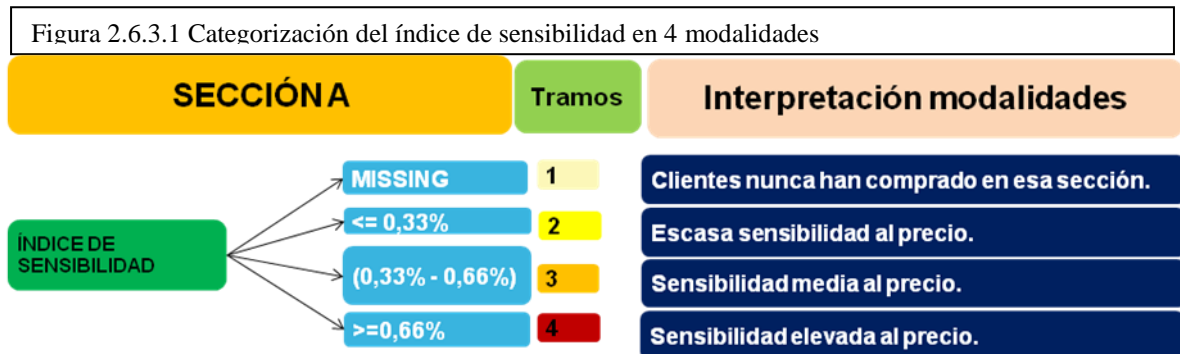 Figura 2.6.3.1 Categorización del índice de sensibilidad en 4 modalidades
SECCIÓN A Tramos Interpretación modalidades
MISSING 1 Clientes nunca han comprado en esa sección.
<= 0,33% 2 Escasa sensibilidad al precio.
ÍNDICE DE
SENSIBILIDAD
(0,33% - 0,66%) 3 Sensibilidad media al precio.
>=0,66% 4 Sensibilidad elevada al precio.